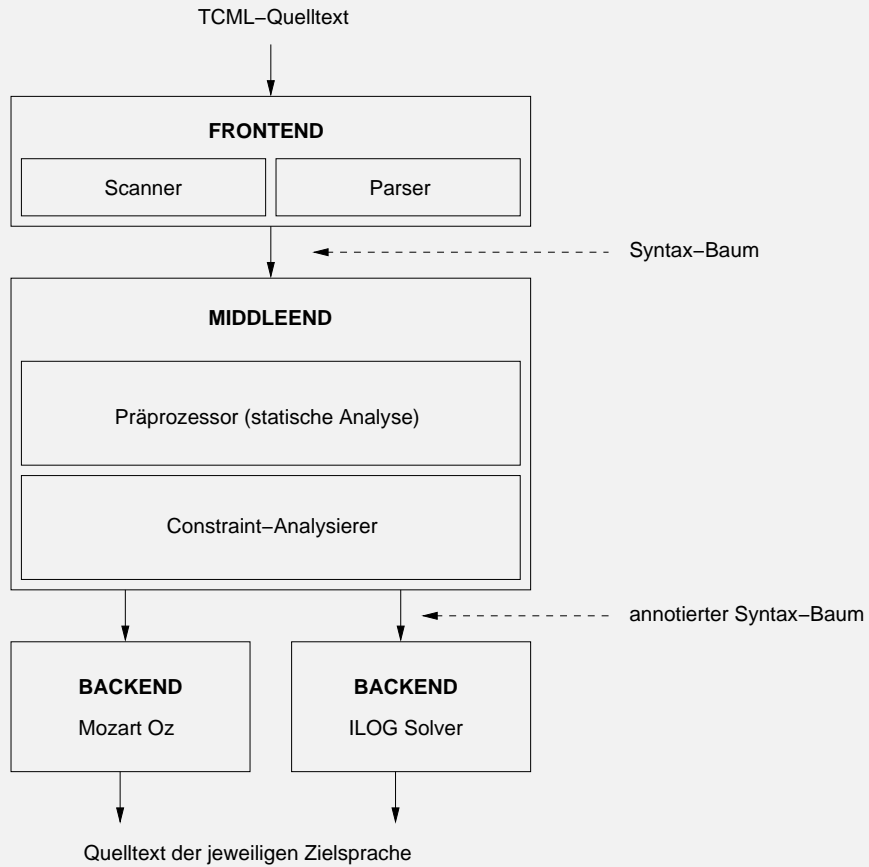 TCML−Quelltext
FRONTEND
Scanner
Parser
Syntax−Baum
MIDDLEEND
Präprozessor (statische Analyse)
Constraint−Analysierer
annotierter Syntax−Baum
BACKEND
Mozart Oz
BACKEND
ILOG Solver
Quelltext der jeweiligen Zielsprache